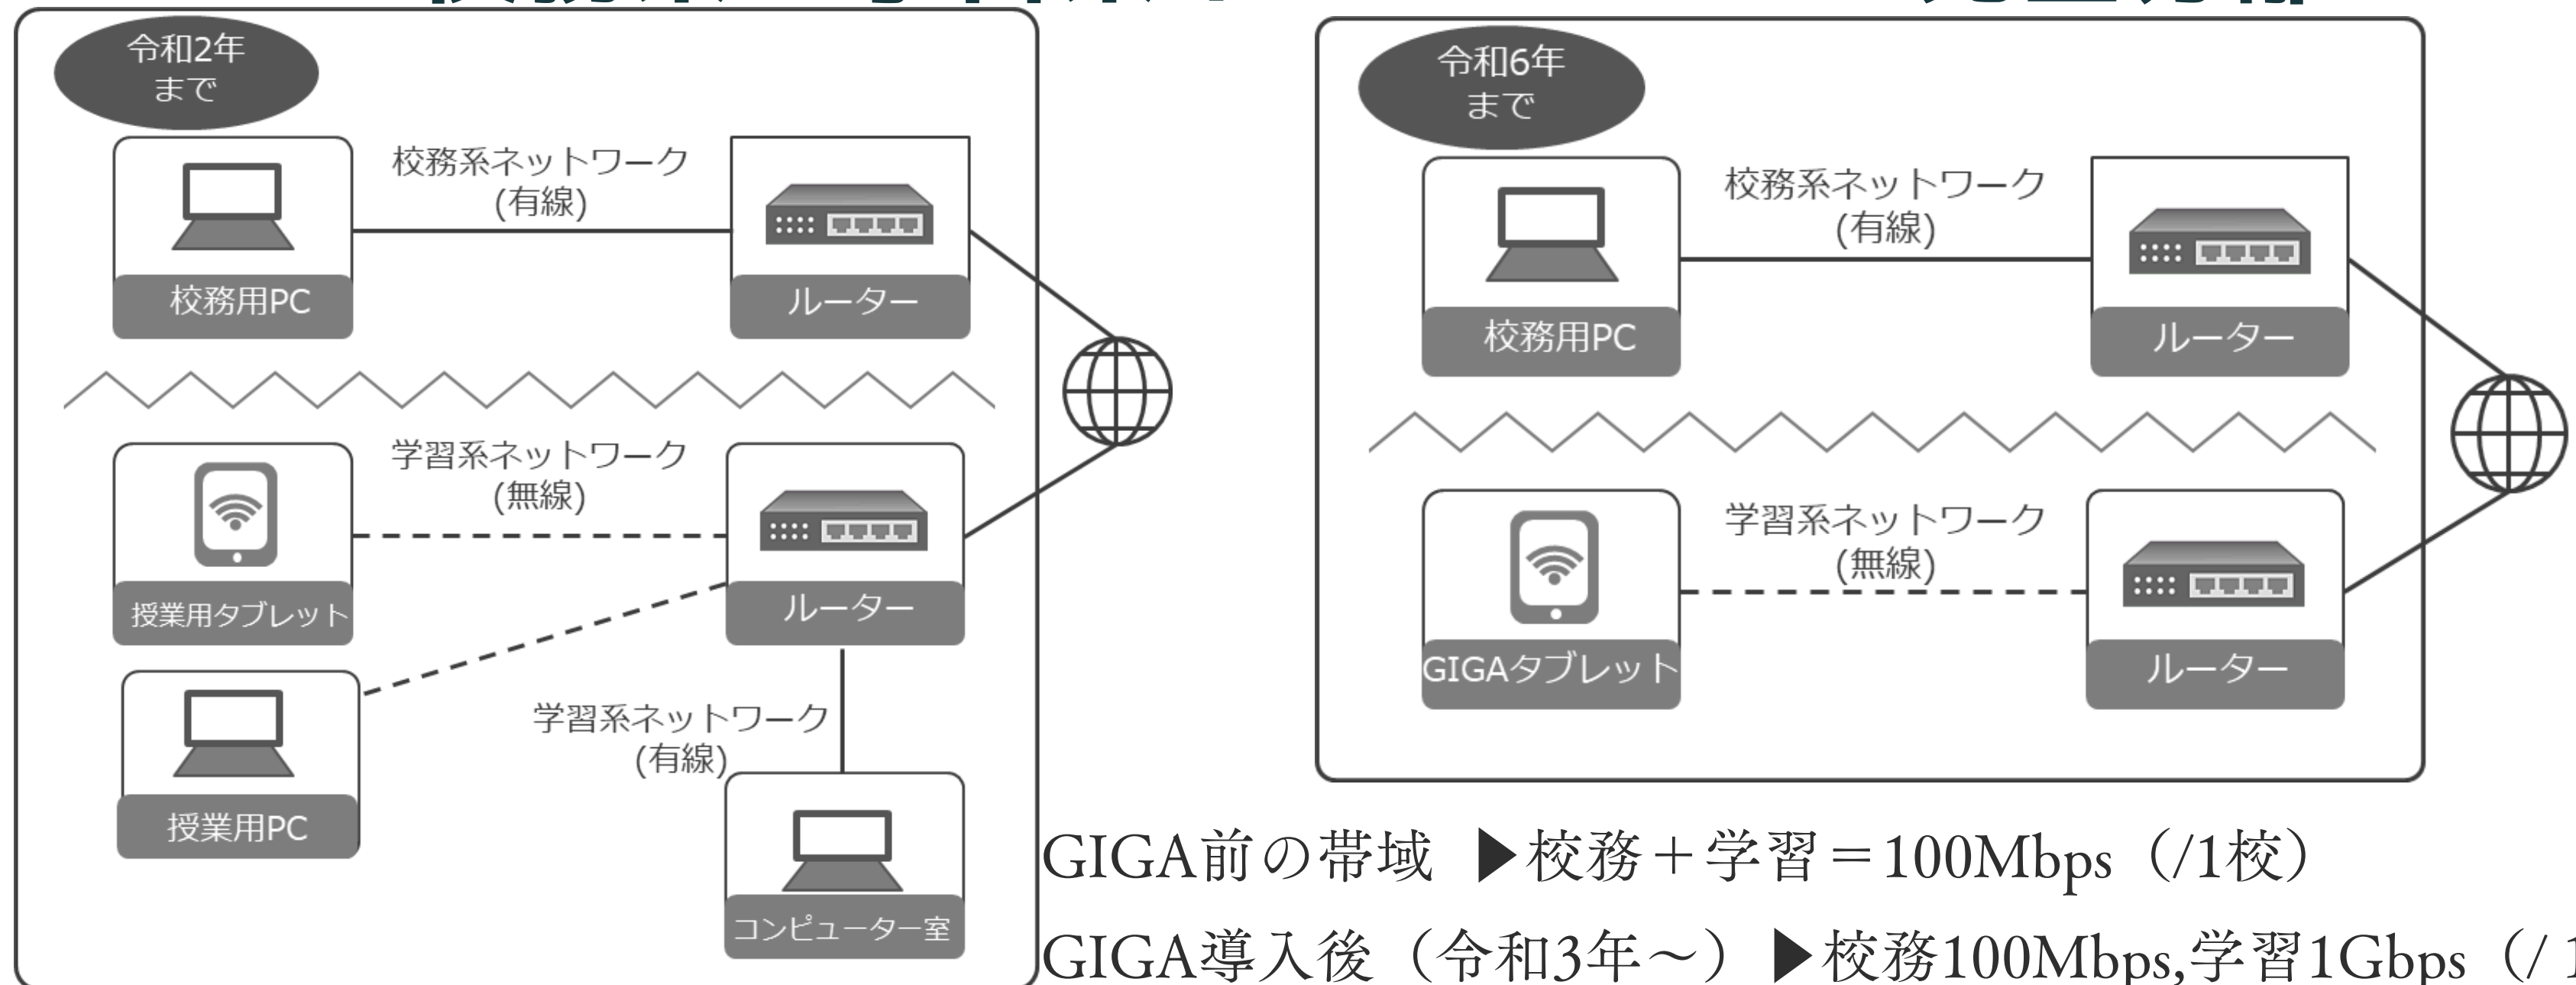 令和2年
まで
校務系ネットワーク
(有線)
校務用PC
ルーター
学習系ネットワーク
(無線)
授業用タブレット
ルーター
授業用PC
学習系ネットワーク
(有線)
コンピューター室
令和6年
まで
校務系ネットワーク
(有線)
校務用PC
ルーター
学習系ネットワーク
(無線)
GIGAタブレット
ルーター
GIGA前の帯域 ▶校務＋学習＝100Mbps（/1校）
GIGA導入後（令和3年～）▶校務100Mbps,学習1Gbps（/ 1